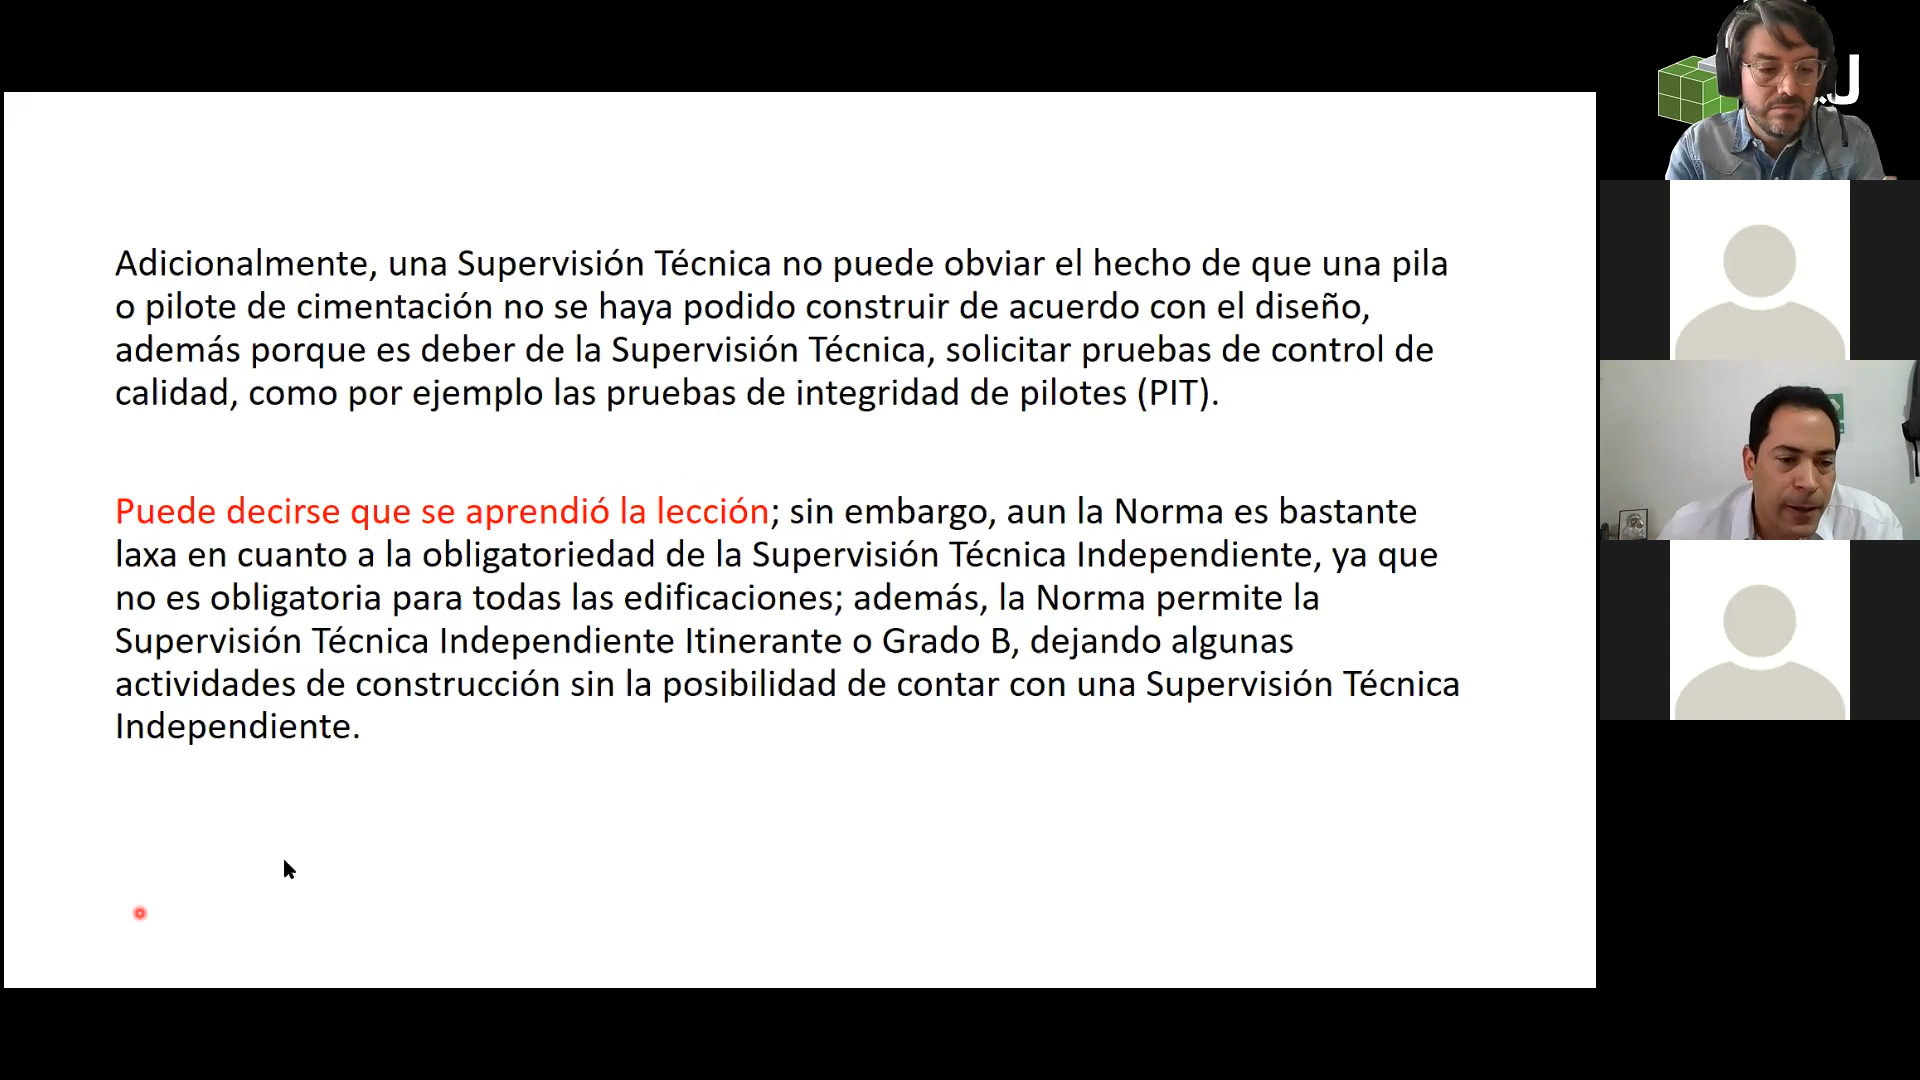 Adicionalmente, una Supervisión Técnica no puede obviar el hecho de que una pila
o pilote de cimentación no se haya podido construir de acuerdo con el diseño,
además porque es deber de la Supervisión Técnica, solicitar pruebas de control de
calidad, como por ejemplo las pruebas de integridad de pilotes (PIT).
Puede decirse que se aprendió la lección; sin embargo, aun la Norma es bastante
laxa en cuanto a la obligatoriedad de la Supervisión Técnica Independiente, ya que
no es obligatoria para todas las edificaciones; además, la Norma permite la
Supervisión Técnica Independiente Itinerante o Grado B, dejando algunas
actividades de construcción sin la posibilidad de contar con una Supervisión Técnica
Independiente.